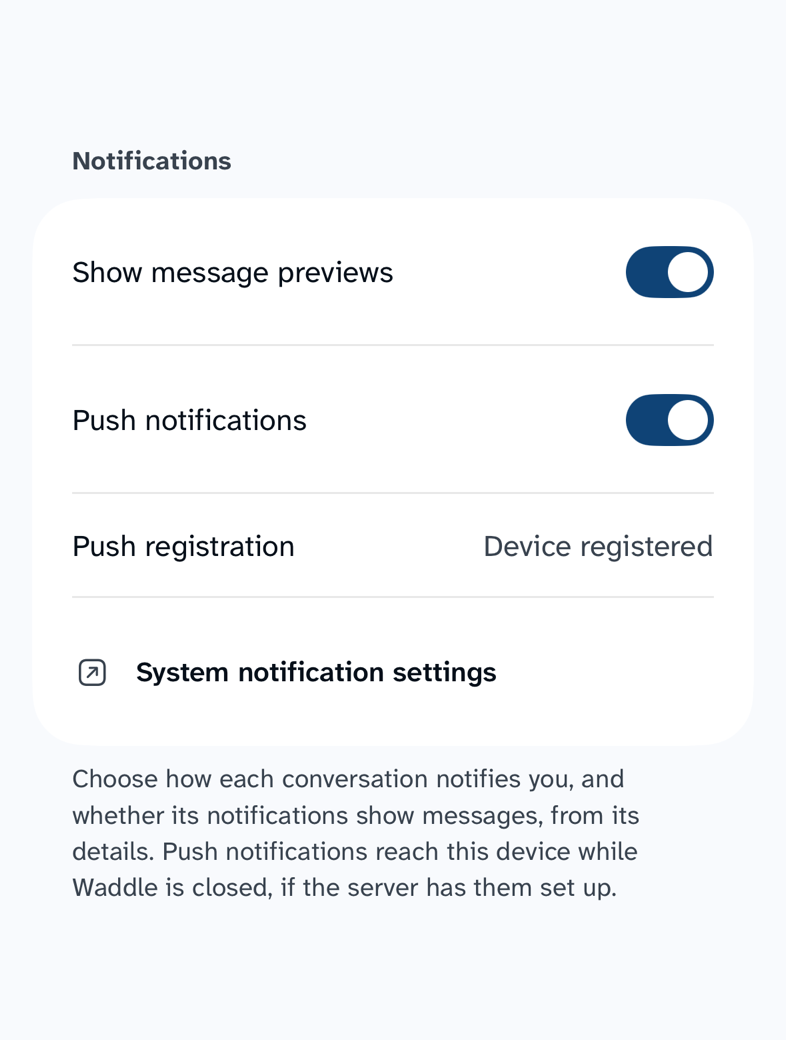 Notifications
Show message previews
Push notifications
Push registration Device registered
System notification settings
Choose how each conversation notifies you, and
whether its notifications show messages, from its
details. Push notifications reach this device while
Waddle is closed, if the server has them set up.